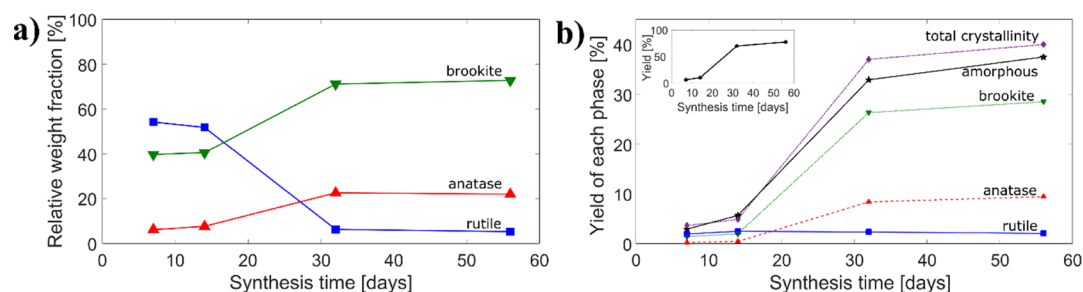 a)
Relative weight fraction [%]
100
80
60
40
20
0
brookite
anatase
rutile
0 10 20 30 40 50 60
Synthesis time [days]
b)
Yield of each phase [%]
40
30
20
10
0
Yield [%]
100
50
0
0 10 20 30 40 50 60
Synthesis time [days]
total crystallinity
amorphous
brookite
anatase
rutile
0 10 20 30 40 50 60
Synthesis time [days]